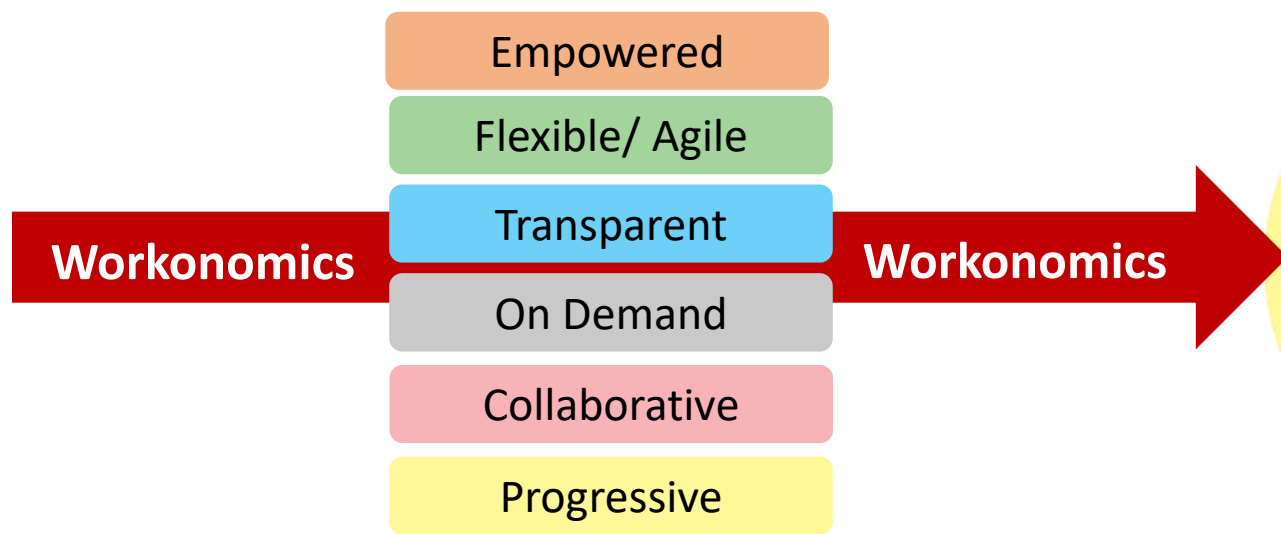 Empowered
Flexible/ Agile
Transparent
Workonomics
Workonomics
On Demand
Collaborative
Progressive